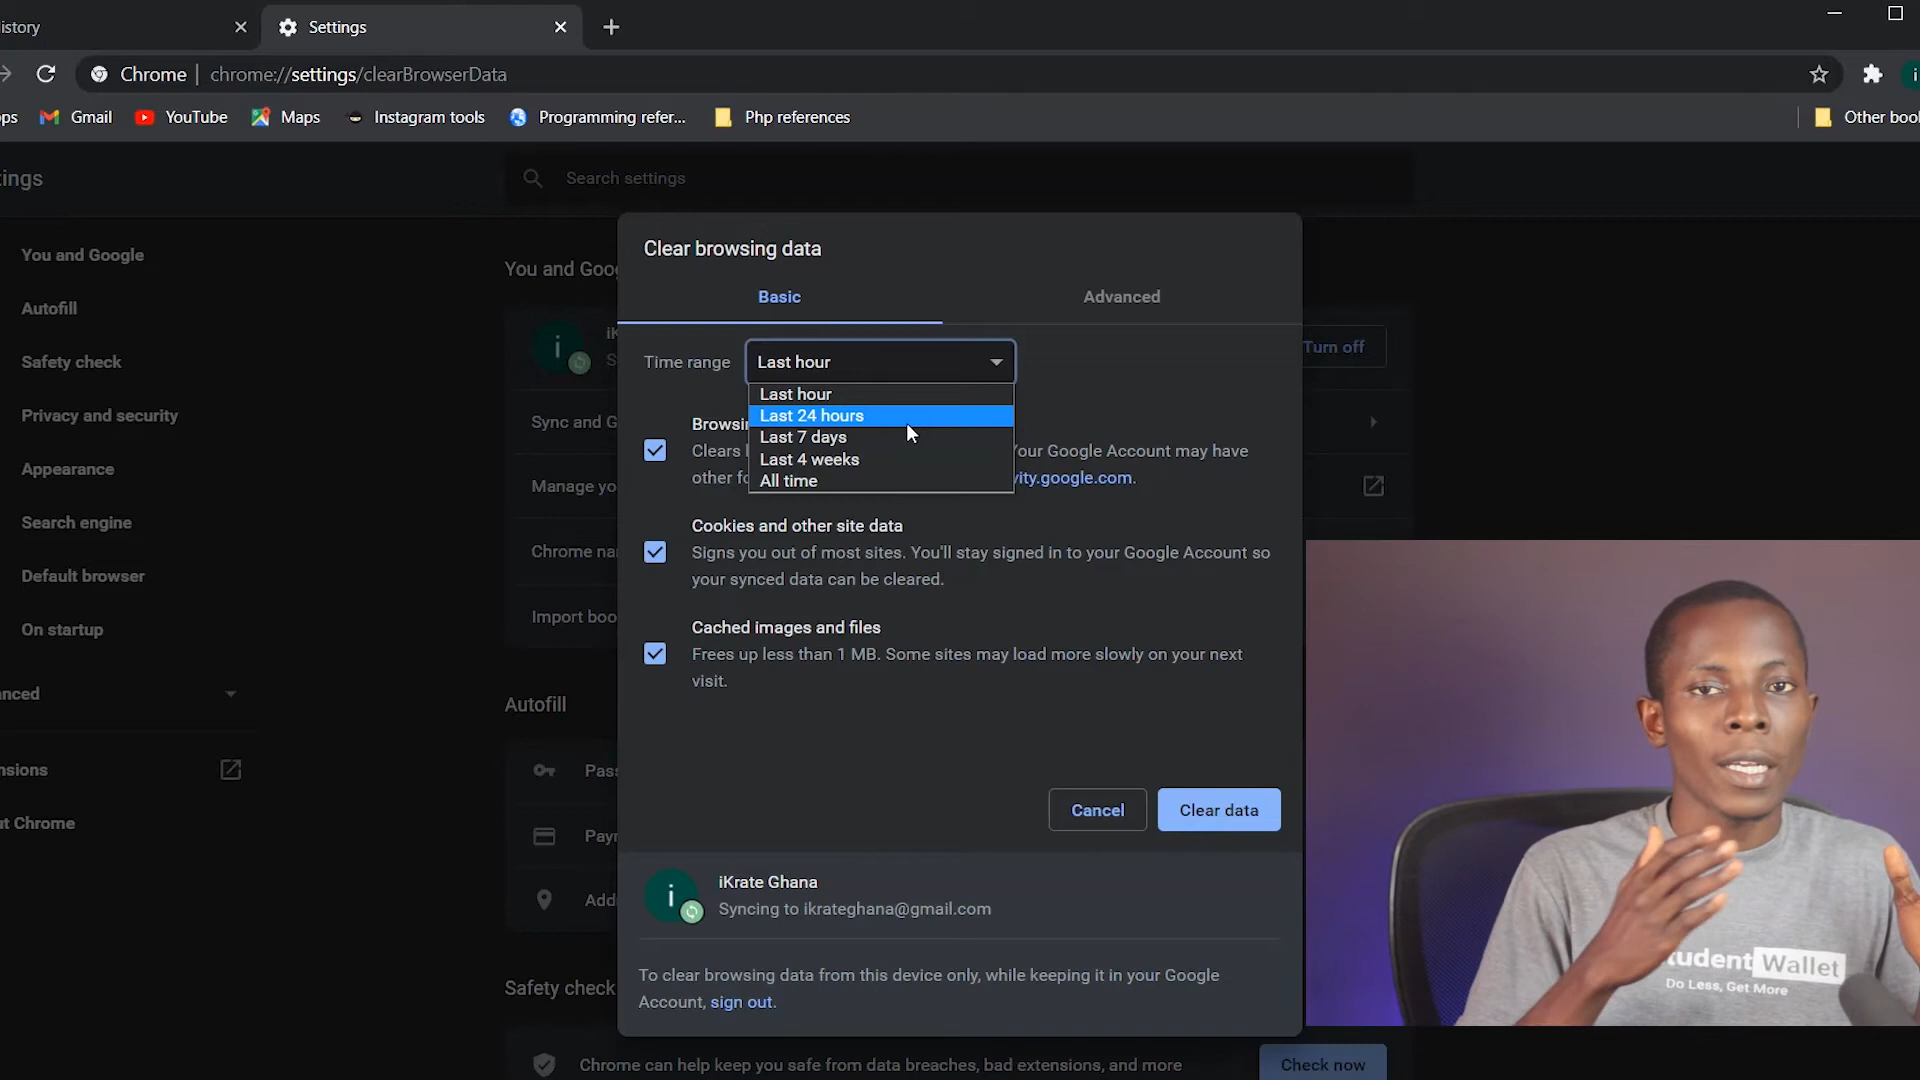 istory
Settings
Chrome | chrome://settings/clearBrowserData
ps Gmail YouTube Maps Instagram tools Programming refer... Php references Other bool
ings
Search settings
You and Google
Autofill
Safety check
Privacy and security
Appearance
Search engine
Default browser
On startup
nced
nsions
ut Chrome
You and Goo
Turn off
Sync and G
Manage yo
Chrome na
Import boo
Autofill
Pass
Payr
Add
Safety check
Chrome can help keep you safe from data breaches, bad extensions, and more
Check now
Clear browsing data
Basic Advanced
Time range Last hour
Last hour
Last 24 hours
Last 7 days
Last 4 weeks
All time
Browsi
Clears our Google Account may have
other fo ity.google.com.
Cookies and other site data
Signs you out of most sites. You'll stay signed in to your Google Account so
your synced data can be cleared.
Cached images and files
Frees up less than 1 MB. Some sites may load more slowly on your next
visit.
Cancel Clear data
i
iKrate Ghana
Syncing to ikrateghana@gmail.com
To clear browsing data from this device only, while keeping it in your Google
Account, sign out.
tudent Wallet
Do Less, Get More